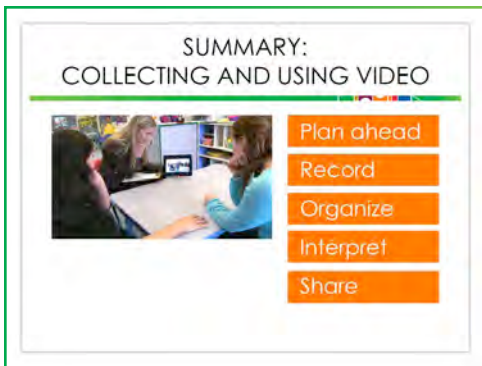 SUMMARY:
COLLECTING AND USING VIDEO
Plan ahead
Record
Organize
Interpret
Share